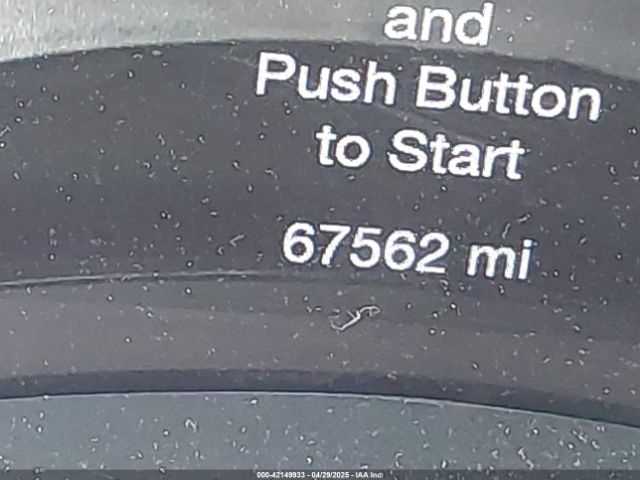 and
Push Button
to Start
67562 mi
000-42149933 - 04/29/2025 - IAA Inc